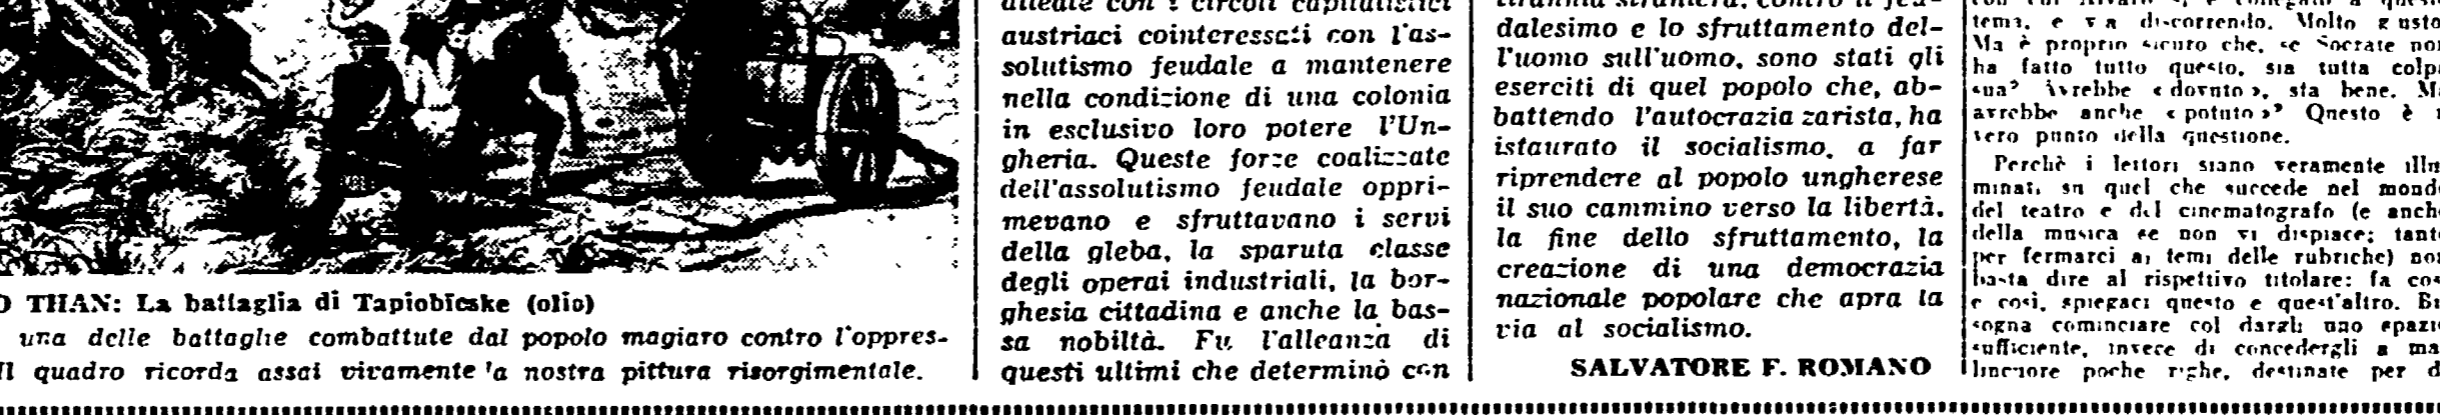 THAN: La battaglia di Tapiobicske (olio)
una delle battaglie combattute dal popolo magiaro contro l'oppres-
Il quadro ricorda assai vivamente la nostra pittura risorgimentale.
alleate con i circoli capitalistici
austriaci cointeressati con l'as-
solutismo feudale a mantenere
nella condizione di una colonia
in esclusivo loro potere l'Un-
gheria. Queste forze coalizzate
dell'assolutismo feudale oppri-
mevano e sfruttavano i servi
della gleba, la sparuta classe
degli operai industriali, la bor-
ghesia cittadina e anche la bas-
sa nobiltà. Fu l'alleanza di
questi ultimi che determinò con
tirannia straniera, contro il feu-
dalesimo e lo sfruttamento del-
l'uomo sull'uomo, sono stati gli
eserciti di quel popolo che, ab-
battendo l'autocrazia zarista, ha
istaurato il socialismo, a far
riprendere al popolo ungherese
il suo cammino verso la libertà,
la fine dello sfruttamento, la
creazione di una democrazia
nazionale popolare che apra la
via al socialismo.
SALVATORE F. ROMANO
tema, e va discorrendo. Molto gusto
Ma è proprio sicuro che, se Socrate non
ha fatto tutto questo, sia tutta colpa
sua? Avrebbe « dovuto », sta bene. Ma
avrebbe anche « potuto »? Questo è
vero punto della questione.
Perchè i lettori siano veramente illu
minati su quel che succede nel mondo
del teatro e del cinematografo (e anche
della musica se non vi dispiace; tanto
per fermarci ai temi delle rubriche) non
basta dire al rispettivo titolare: fa così
e così, spiegaci questo e quest'altro. Bi
sogna cominciare col dargli uno spazio
sufficiente, invece di concedergli a ma
lincuore poche righe, destinate per